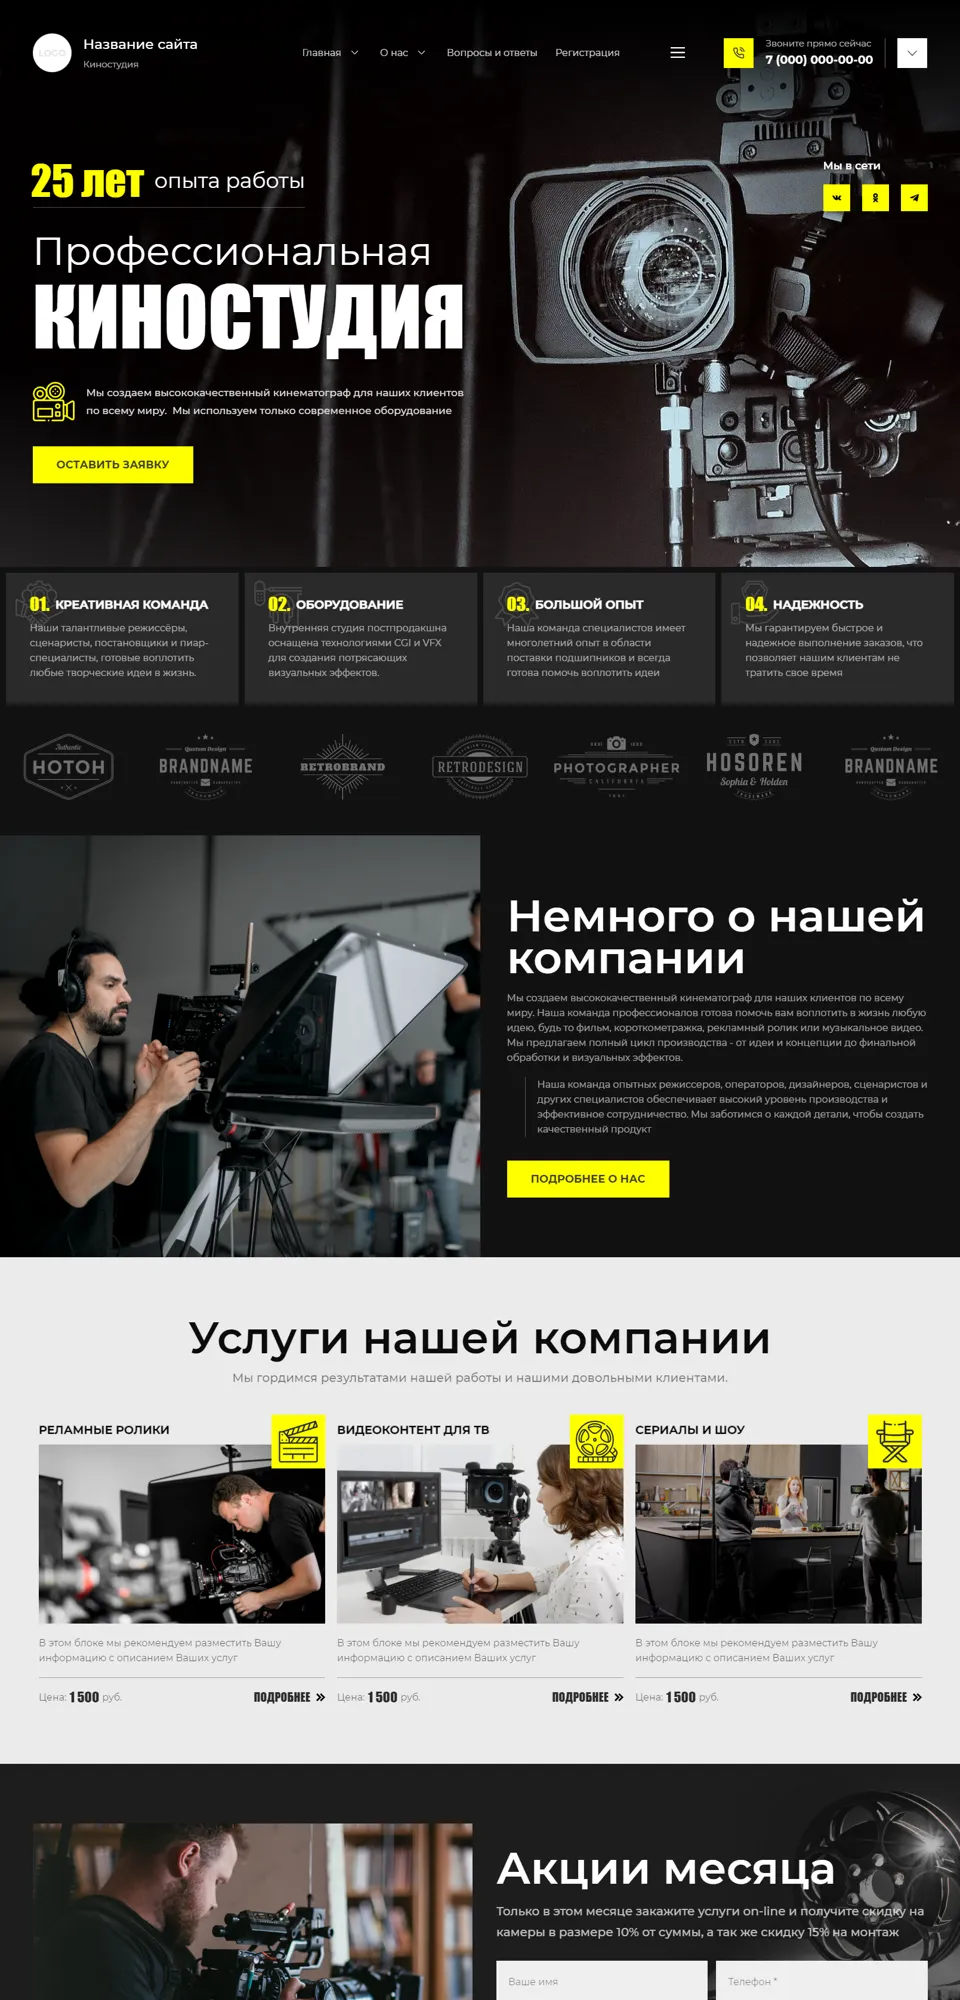 LOGO
Название сайта
Киностудия
Главная
О нас
Вопросы и ответы
Регистрация
Звоните прямо сейчас
7 (000) 000-00-00
Мы в сети
25 лет опыта работы
Профессиональная
КИНОСТУДИЯ
Мы создаем высококачественный кинематограф для наших клиентов
по всему миру. Мы используем только современное оборудование
ОСТАВИТЬ ЗАЯВКУ
01. КРЕАТИВНАЯ КОМАНДА
Наши талантливые режиссёры,
сценаристы, постановщики и пиар-
специалисты, готовые воплотить
любые творческие идеи в жизнь.
02. ОБОРУДОВАНИЕ
Внутренняя студия постпродакшна
оснащена технологиями CGI и VFX
для создания потрясающих
визуальных эффектов.
03. БОЛЬШОЙ ОПЫТ
Наша команда специалистов имеет
многолетний опыт в области
поставки подшипников и всегда
готова помочь воплотить идеи
04. НАДЕЖНОСТЬ
Мы гарантируем быстрое и
надежное выполнение заказов, что
позволяет нашим клиентам не
тратить свое время
Authentic
HOTOH
Qustom Design
BRANDNAME
RETROBRAND
RETRODESIGN
PHOTOGRAPHER
CALIFORNIA
HOSOREN
Sophia & Holden
Qustom Design
BRANDNAME
Немного о нашей
компании
Мы создаем высококачественный кинематограф для наших клиентов по всему
миру. Наша команда профессионалов готова помочь вам воплотить в жизнь любую
идею, будь то фильм, короткометражка, рекламный ролик или музыкальное видео.
Мы предлагаем полный цикл производства - от идеи и концепции до финальной
обработки и визуальных эффектов.
Наша команда опытных режиссеров, операторов, дизайнеров, сценаристов и
других специалистов обеспечивает высокий уровень производства и
эффективное сотрудничество. Мы заботимся о каждой детали, чтобы создать
качественный продукт
ПОДРОБНЕЕ О НАС
Услуги нашей компании
Мы гордимся результатами нашей работы и нашими довольными клиентами.
РЕЛАМНЫЕ РОЛИКИ
В этом блоке мы рекомендуем разместить Вашу
информацию с описанием Ваших услуг
Цена: 1 500 руб.
ПОДРОБНЕЕ
ВИДЕОКОНТЕНТ ДЛЯ ТВ
В этом блоке мы рекомендуем разместить Вашу
информацию с описанием Ваших услуг
Цена: 1 500 руб.
ПОДРОБНЕЕ
СЕРИАЛЫ И ШОУ
В этом блоке мы рекомендуем разместить Вашу
информацию с описанием Ваших услуг
Цена: 1 500 руб.
ПОДРОБНЕЕ
Акции месяца
Только в этом месяце закажите услуги on-line и получите скидку на
камеры в размере 10% от суммы, а так же скидку 15% на монтаж
Ваше имя
Телефон *